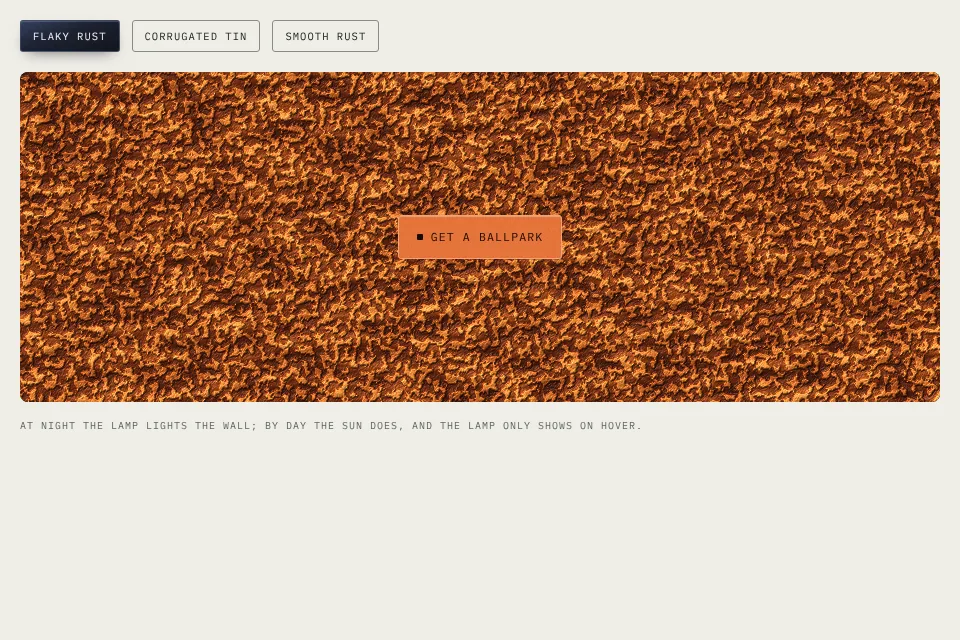 FLAKY RUST
CORRUGATED TIN
SMOOTH RUST
GET A BALLPARK
AT NIGHT THE LAMP LIGHTS THE WALL; BY DAY THE SUN DOES, AND THE LAMP ONLY SHOWS ON HOVER.